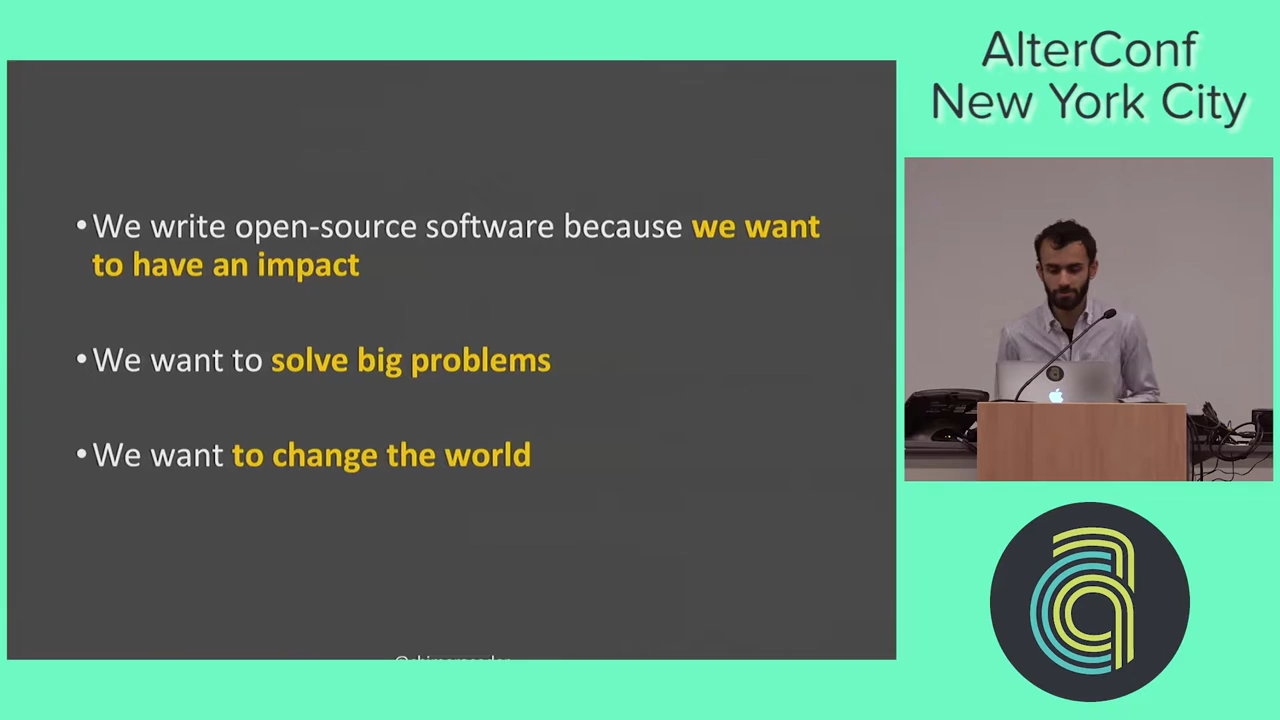 AlterConf
New York City
• We write open-source software because we want
to have an impact
• We want to solve big problems
• We want to change the world